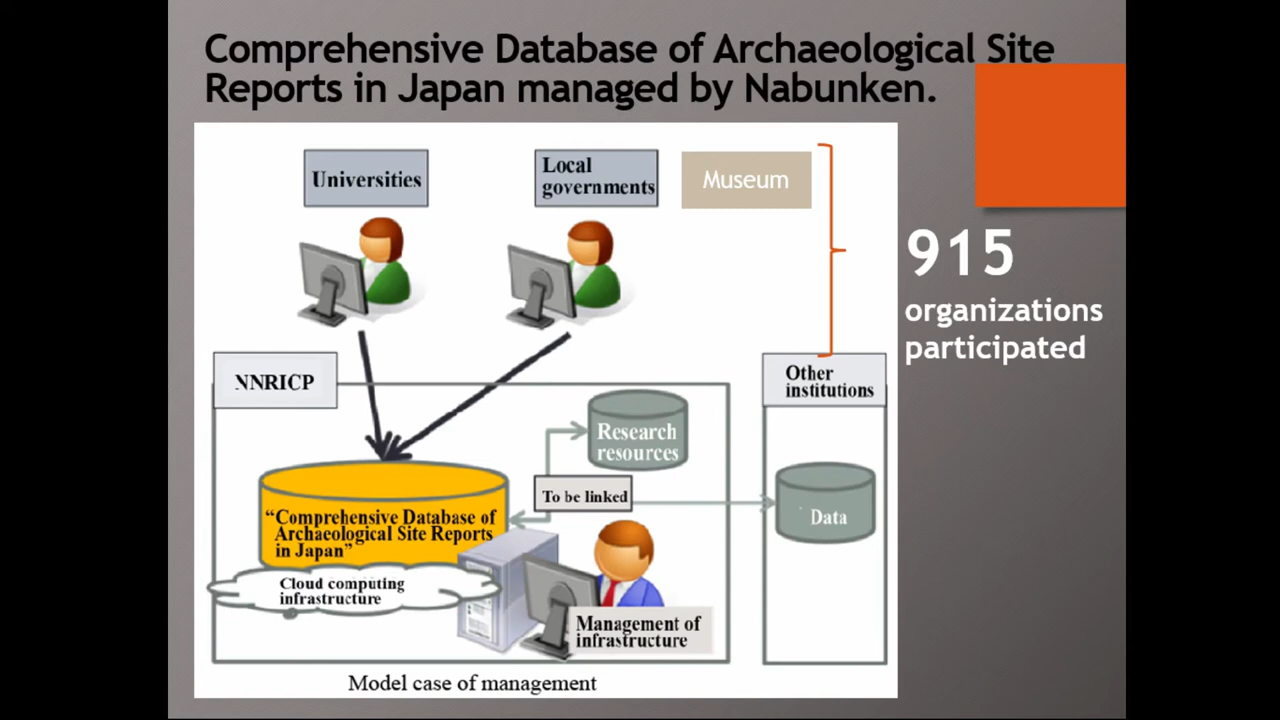 Comprehensive Database of Archaeological Site
Reports in Japan managed by Nabunken.
Universities
Local
governments
Museum
915
organizations
participated
NNRICP
Other
institutions
Research
resources
To be linked
Data
“Comprehensive Database of
Archaeological Site Reports
in Japan”
Cloud computing
infrastructure
Management of
infrastructure
Model case of management